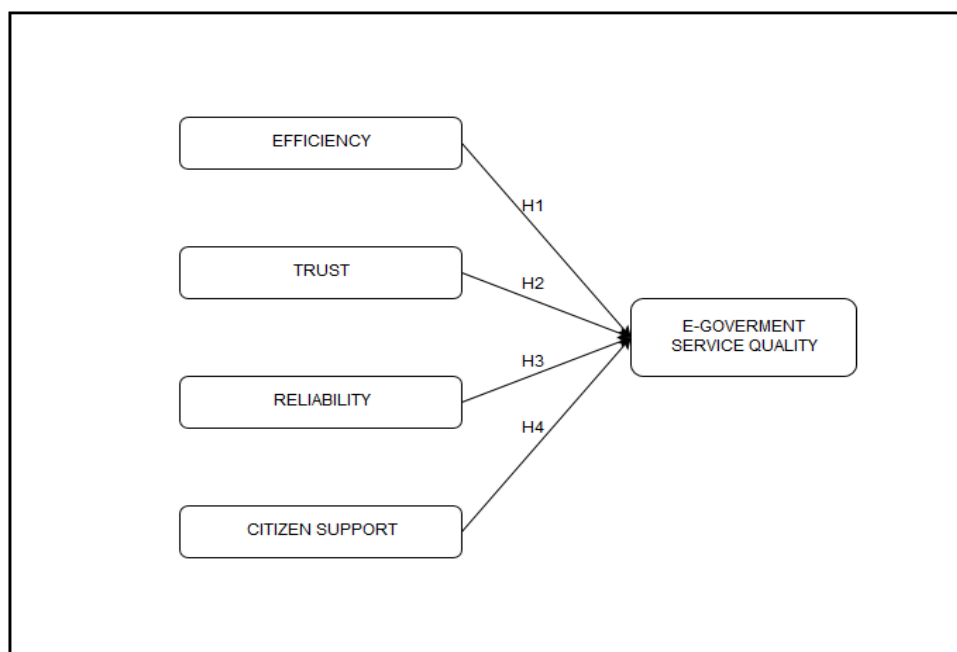 EFFICIENCY
H1
TRUST
H2
E-GOVERMENT
SERVICE QUALITY
H3
RELIABILITY
H4
CITIZEN SUPPORT